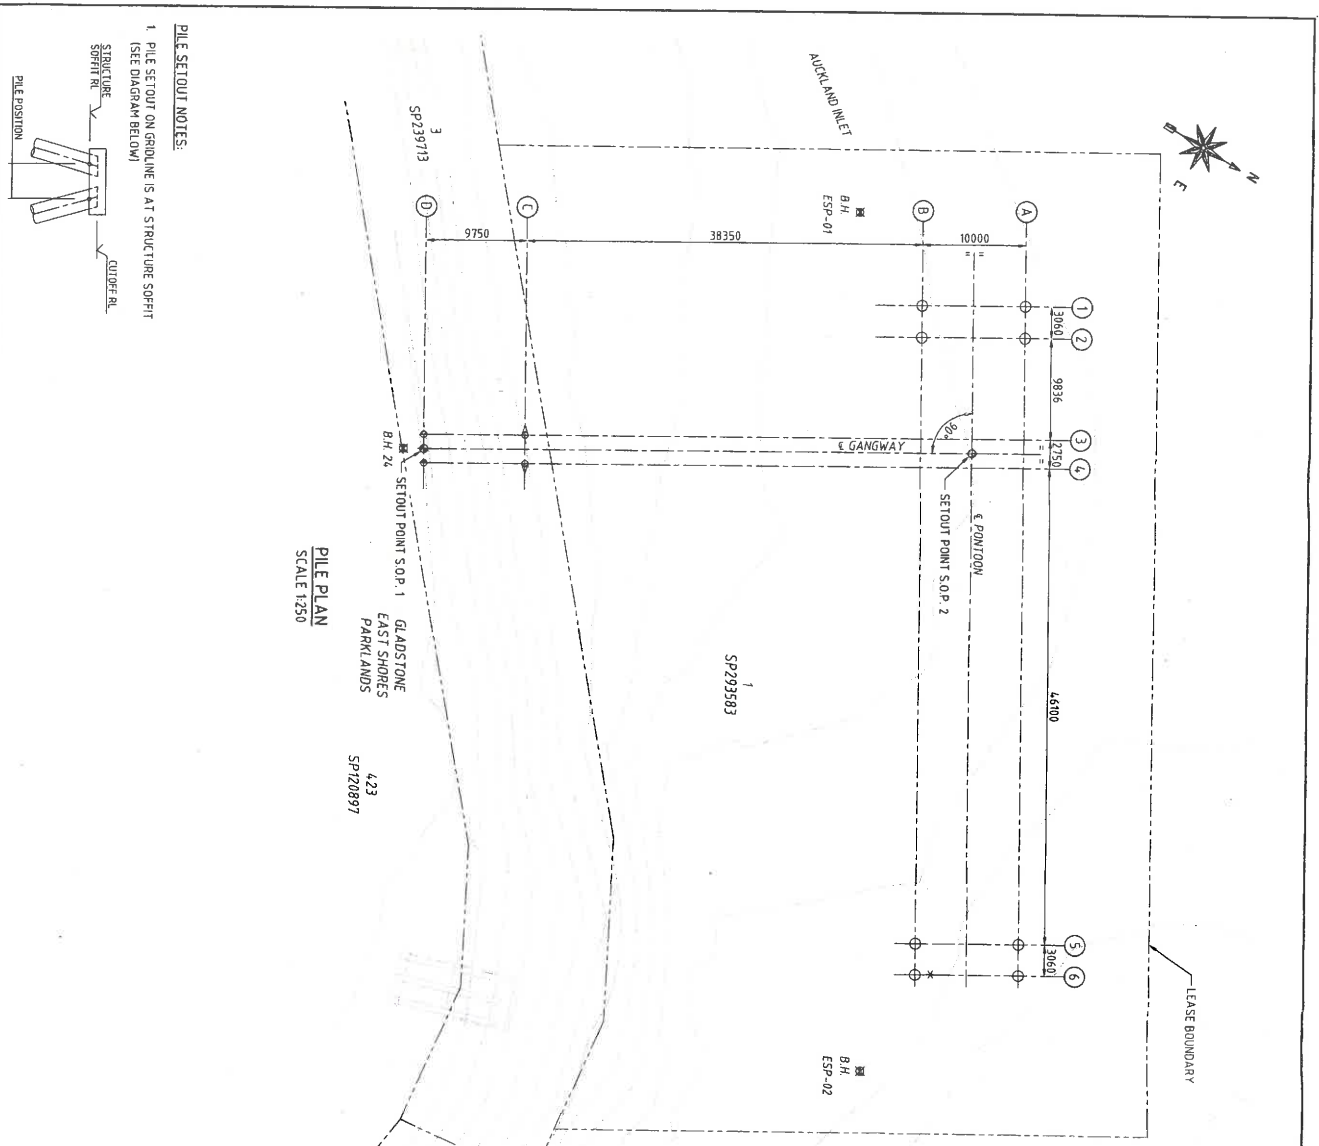 PILE SETOUT NOTES:
1. PILE SETOUT ON GRIDLINE IS AT STRUCTURE SOFFIT
(SEE DIAGRAM BELOW)
STRUCTURE
SOFFIT RL
CUTOFF RL
PILE POSITION
N
E
AUCKLAND INLET
LEASE BOUNDARY
3
SP239713
B.H.
ESP-01
A
B
C
D
10000
38350
9750
1
2
3
4
5
6
3060
9836
2750
46100
3060
90°
℄ GANGWAY
℄ PONTOON
SETOUT POINT S.O.P. 2
SETOUT POINT S.O.P. 1
B.H. 24
1
SP293583
GLADSTONE
EAST SHORES
PARKLANDS
423
SP120897
B.H.
ESP-02
PILE PLAN
SCALE 1:250